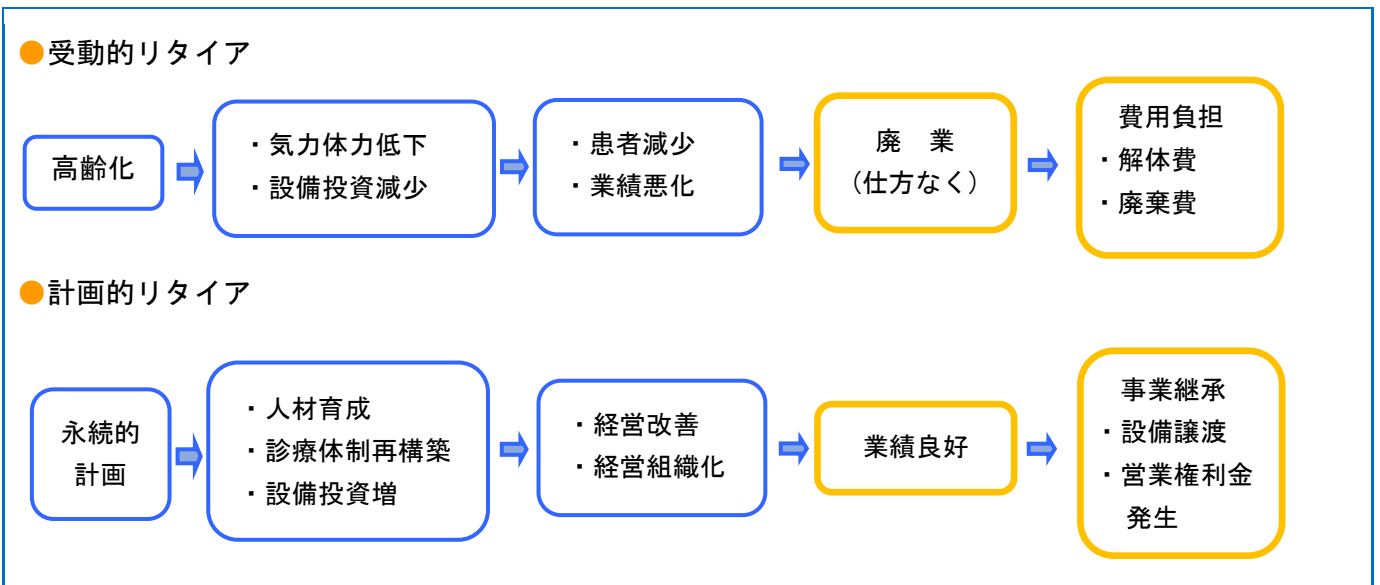 ●受動的リタイア
高齢化
・気力体力低下
・設備投資減少
・患者減少
・業績悪化
廃　業
（仕方なく）
費用負担
・解体費
・廃棄費
●計画的リタイア
永続的
計画
・人材育成
・診療体制再構築
・設備投資増
・経営改善
・経営組織化
業績良好
事業継承
・設備譲渡
・営業権利金
発生